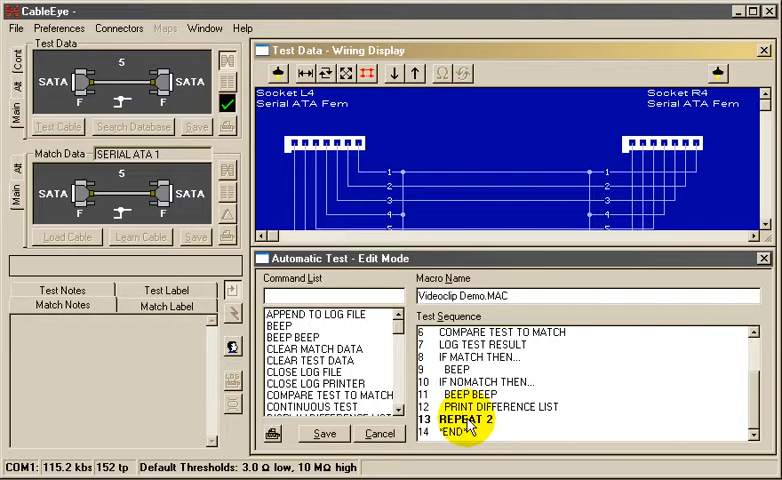 CableEye -
File Preferences Connectors Maps Window Help
Cont
Alt
Main
Test Data
5
SATA SATA
F F
Test Cable Search Database Save
Match Data SERIAL ATA 1
Alt
Main
5
SATA SATA
F F
Load Cable Learn Cable Save
Test Notes Test Label
Match Notes Match Label
LOG
Test Data - Wiring Display
Socket L4 Socket R4
Serial ATA Fem Serial ATA Fem
1 1
2 2
3 3
4 4
Automatic Test - Edit Mode
Command List
APPEND TO LOG FILE
BEEP
BEEP BEEP
CLEAR MATCH DATA
CLEAR TEST DATA
CLOSE LOG FILE
CLOSE LOG PRINTER
COMPARE TEST TO MATCH
CONTINUOUS TEST
Save Cancel
Macro Name
Videoclip Demo.MAC
Test Sequence
6 COMPARE TEST TO MATCH
7 LOG TEST RESULT
8 IF MATCH THEN...
9 BEEP
10 IF NOMATCH THEN...
11 BEEP BEEP
12 PRINT DIFFERENCE LIST
13 REPEAT 2
14 *END*
COM1: 115.2 kbs 152 tp Default Thresholds: 3.0 Ω low, 10 MΩ high